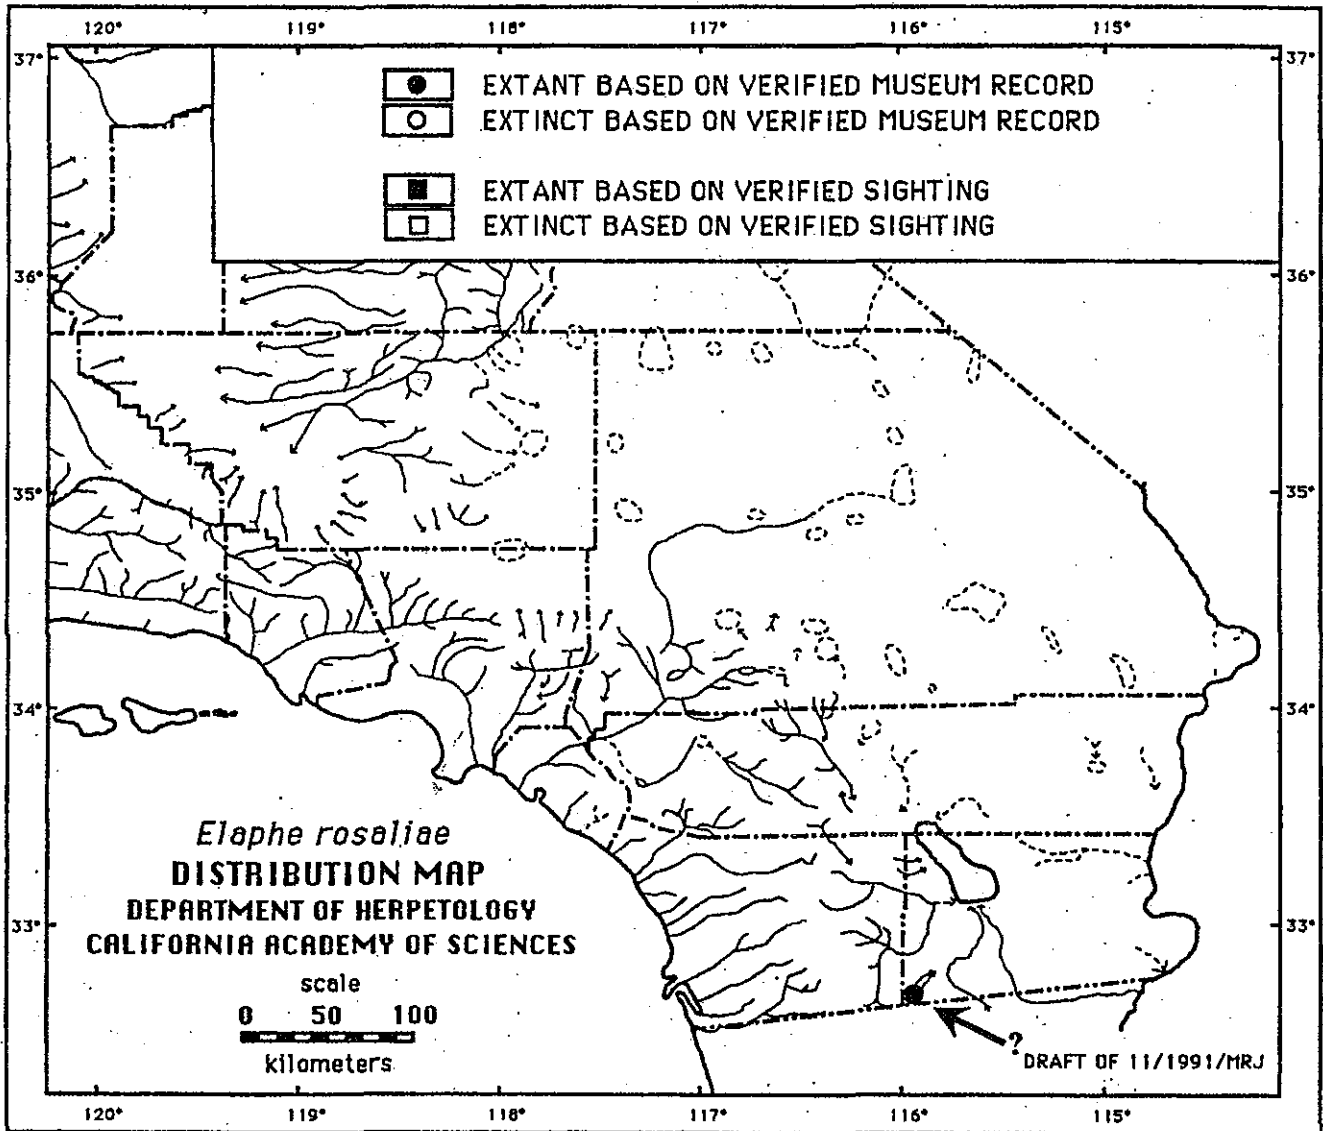 120° 119° 118° 117° 116° 115°
37° 37°
EXTANT BASED ON VERIFIED MUSEUM RECORD
EXTINCT BASED ON VERIFIED MUSEUM RECORD
EXTANT BASED ON VERIFIED SIGHTING
EXTINCT BASED ON VERIFIED SIGHTING
36° 36°
35° 35°
34° 34°
Elaphe rosaliae
DISTRIBUTION MAP
DEPARTMENT OF HERPETOLOGY
CALIFORNIA ACADEMY OF SCIENCES
33° 33°
scale
0 50 100
kilometers
?
DRAFT OF 11/1991/MRJ
120° 119° 118° 117° 116° 115°